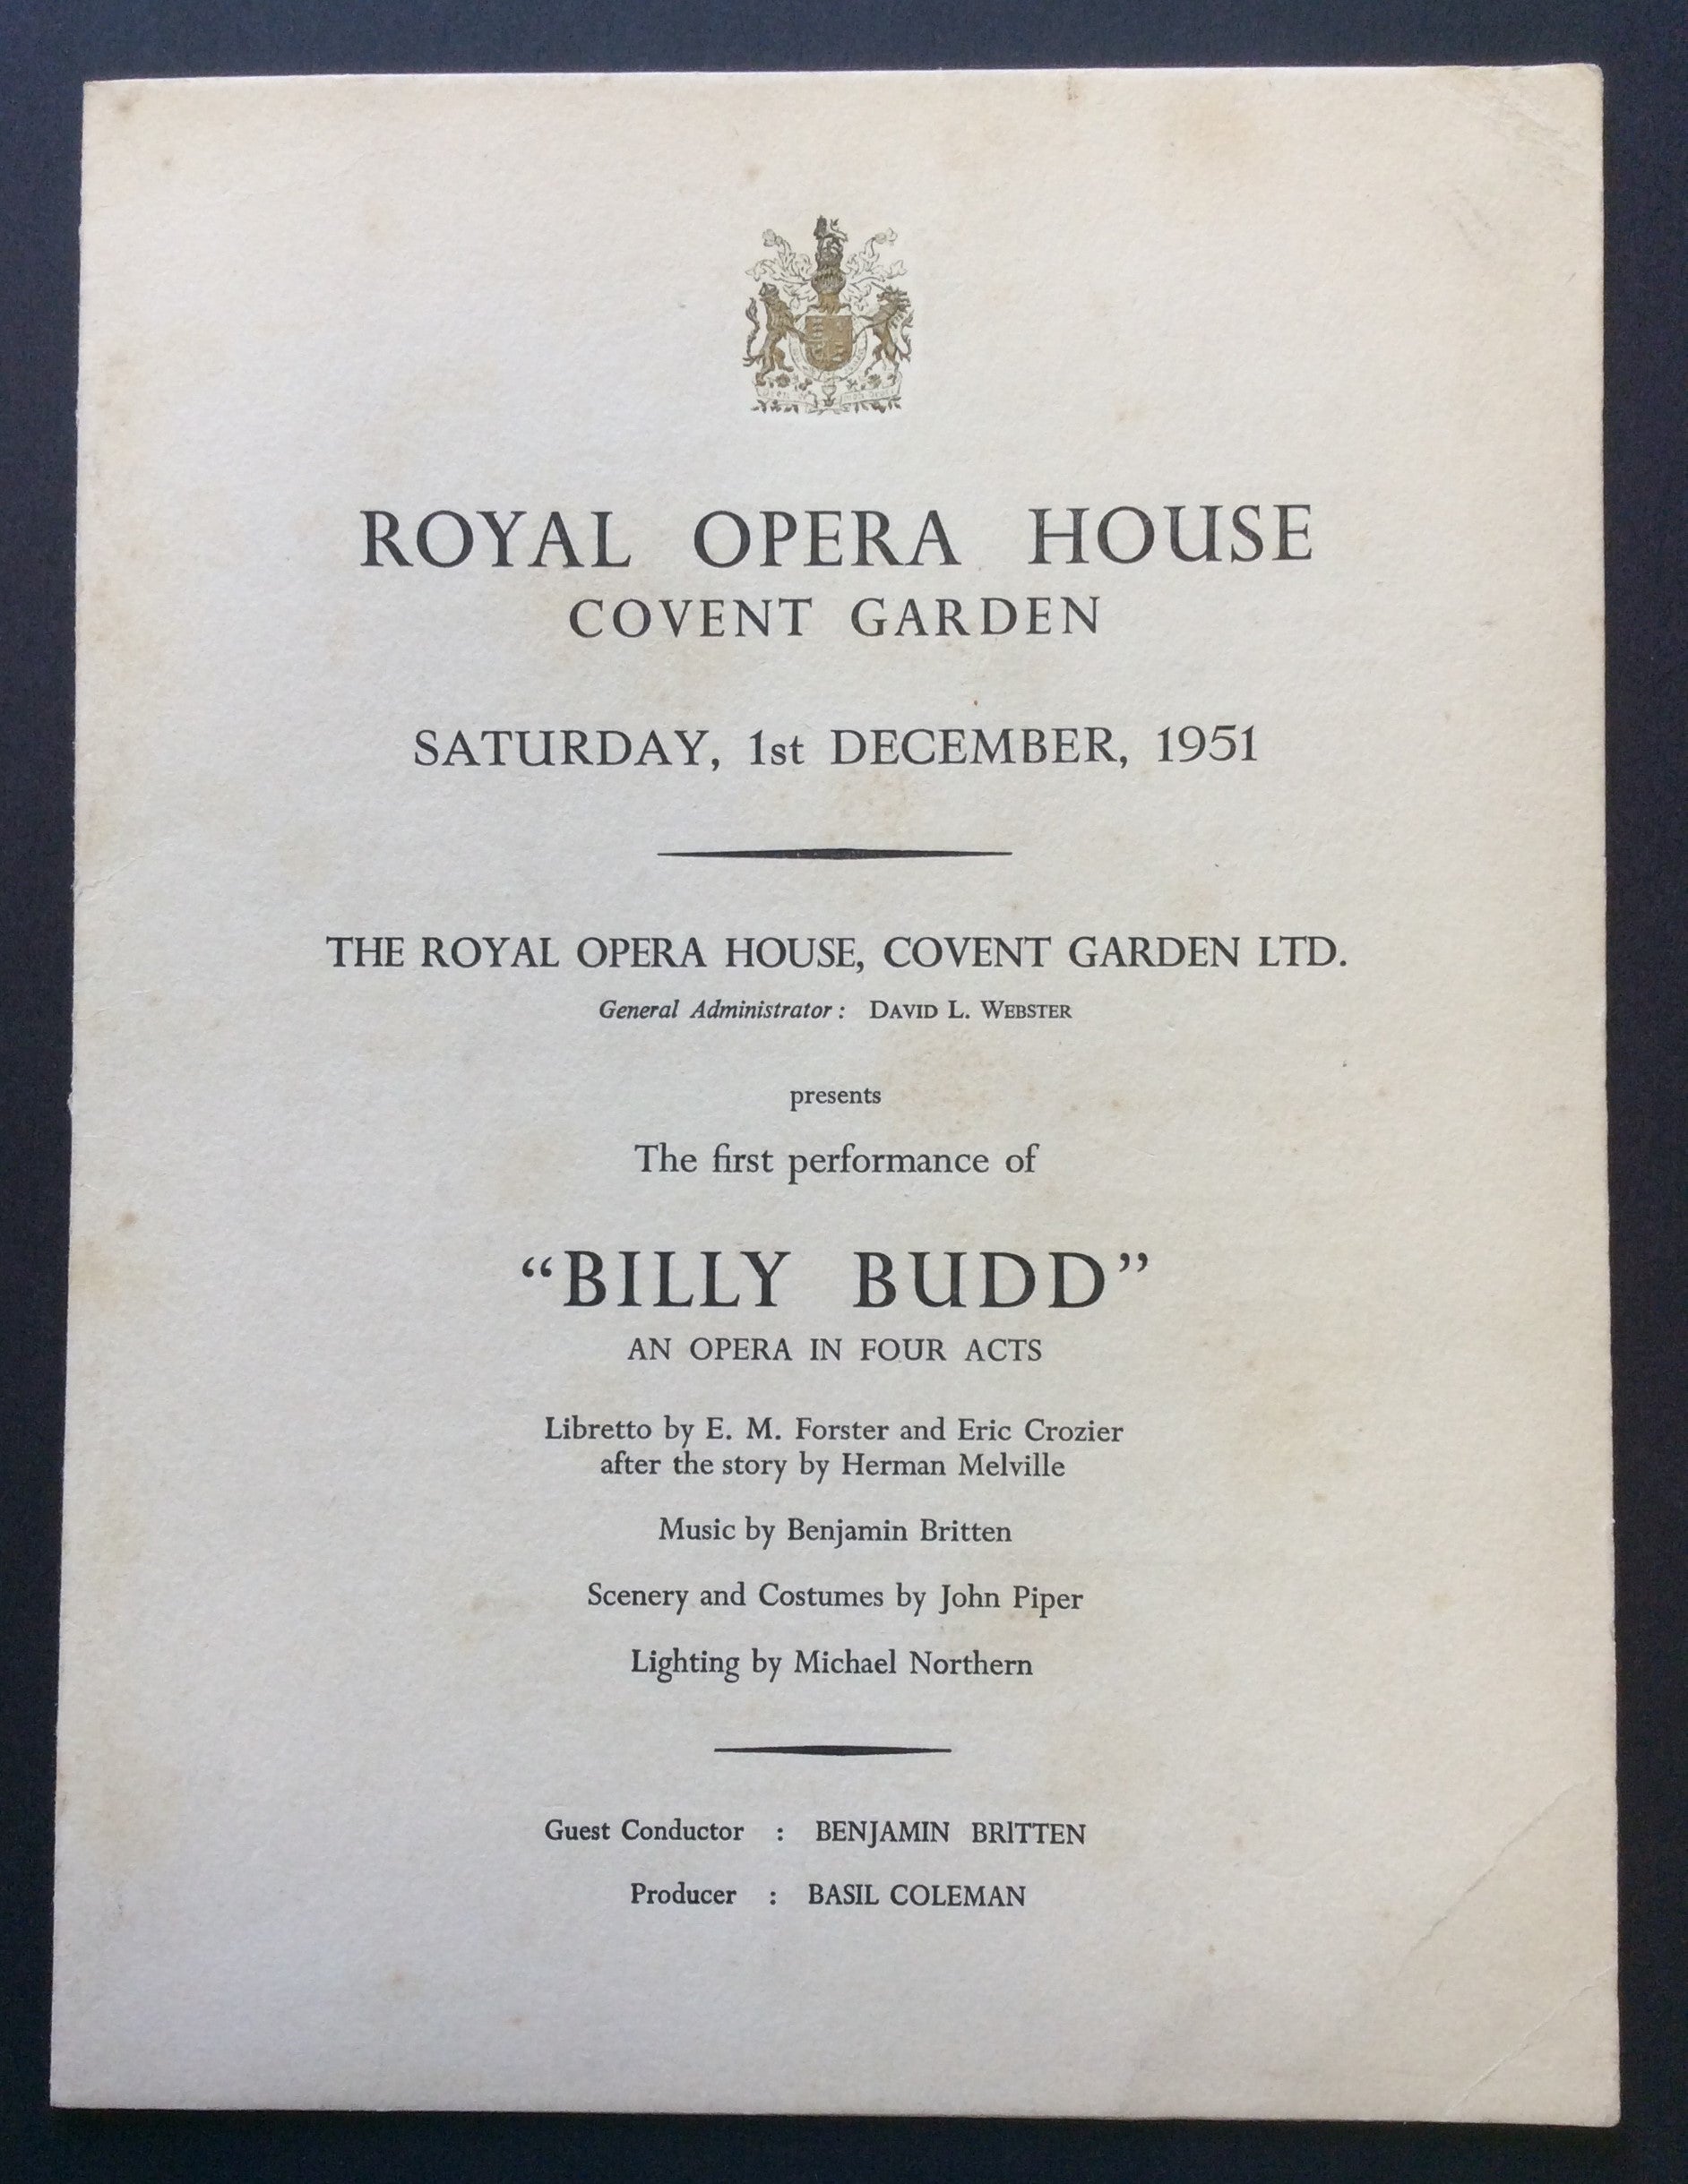 ROYAL OPERA HOUSE
COVENT GARDEN
SATURDAY, 1st DECEMBER, 1951
THE ROYAL OPERA HOUSE, COVENT GARDEN LTD.
General Administrator : DAVID L. WEBSTER
presents
The first performance of
“BILLY BUDD”
AN OPERA IN FOUR ACTS
Libretto by E. M. Forster and Eric Crozier
after the story by Herman Melville
Music by Benjamin Britten
Scenery and Costumes by John Piper
Lighting by Michael Northern
Guest Conductor : BENJAMIN BRITTEN
Producer : BASIL COLEMAN